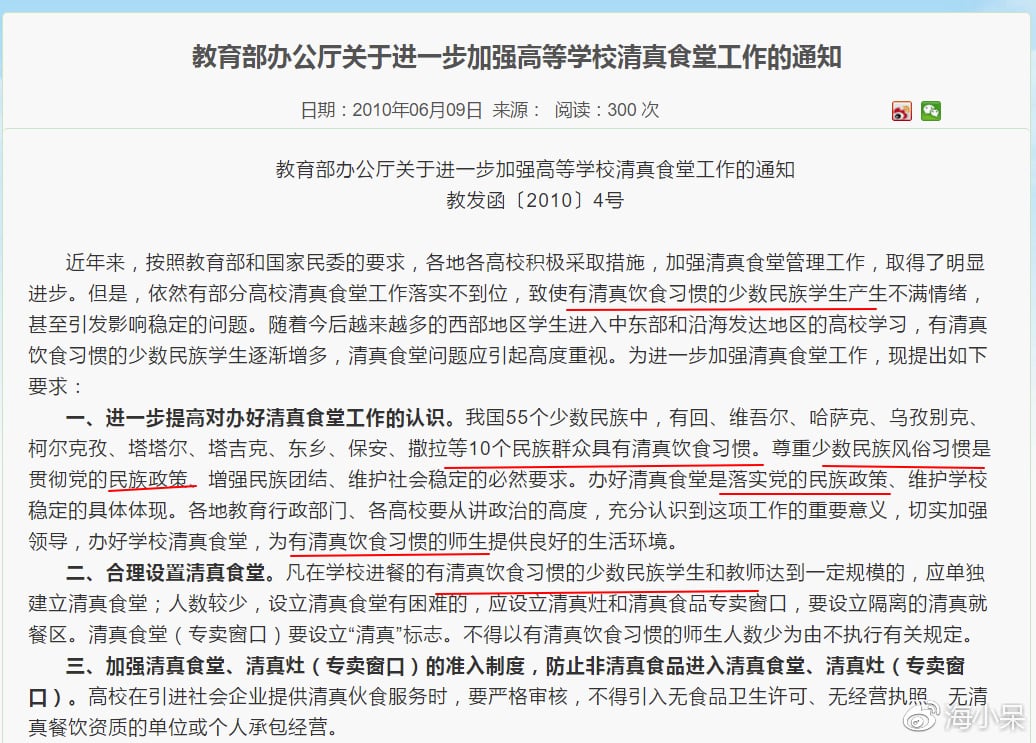 教育部办公厅关于进一步加强高等学校清真食堂工作的通知
日期：2010年06月09日 来源： 阅读：300 次
教育部办公厅关于进一步加强高等学校清真食堂工作的通知
教发函〔2010〕4号
近年来，按照教育部和国家民委的要求，各地各高校积极采取措施，加强清真食堂管理工作，取得了明显
进步。但是，依然有部分高校清真食堂工作落实不到位，致使有清真饮食习惯的少数民族学生产生不满情绪，
甚至引发影响稳定的问题。随着今后越来越多的西部地区学生进入中东部和沿海发达地区的高校学习，有清真
饮食习惯的少数民族学生逐渐增多，清真食堂问题应引起高度重视。为进一步加强清真食堂工作，现提出如下
要求：
一、进一步提高对办好清真食堂工作的认识。我国55个少数民族中，有回、维吾尔、哈萨克、乌孜别克、
柯尔克孜、塔塔尔、塔吉克、东乡、保安、撒拉等10个民族群众具有清真饮食习惯。尊重少数民族风俗习惯是
贯彻党的民族政策、增强民族团结、维护社会稳定的必然要求。办好清真食堂是落实党的民族政策、维护学校
稳定的具体体现。各地教育行政部门、各高校要从讲政治的高度，充分认识到这项工作的重要意义，切实加强
领导，办好学校清真食堂，为有清真饮食习惯的师生提供良好的生活环境。
二、合理设置清真食堂。凡在学校进餐的有清真饮食习惯的少数民族学生和教师达到一定规模的，应单独
建立清真食堂；人数较少，设立清真食堂有困难的，应设立清真灶和清真食品专卖窗口，要设立隔离的清真就
餐区。清真食堂（专卖窗口）要设立“清真”标志。不得以有清真饮食习惯的师生人数少为由不执行有关规定。
三、加强清真食堂、清真灶（专卖窗口）的准入制度，防止非清真食品进入清真食堂、清真灶（专卖窗
口）。高校在引进社会企业提供清真伙食服务时，要严格审核，不得引入无食品卫生许可、无经营执照、无清
真餐饮资质的单位或个人承包经营。
海小呆